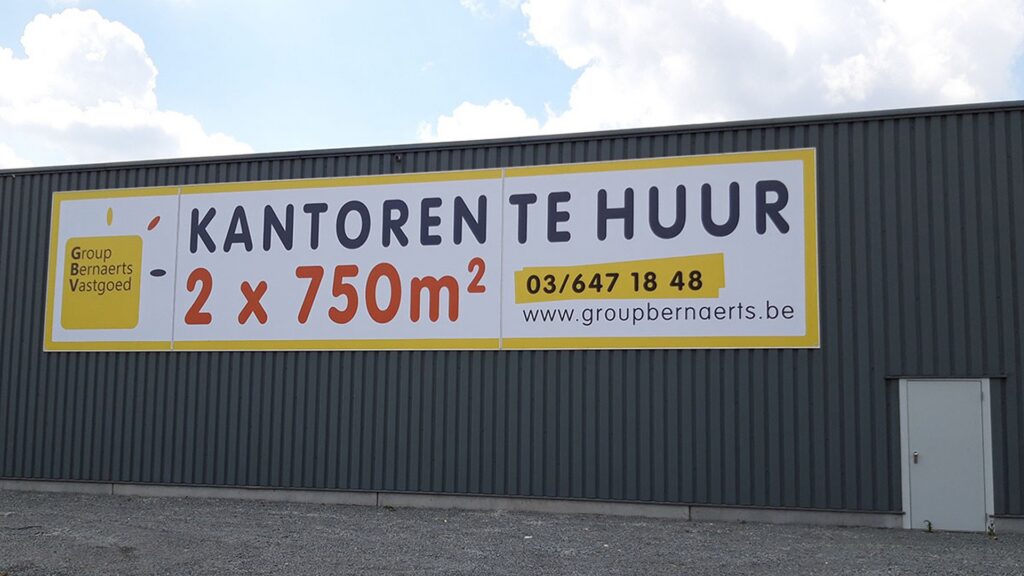 Group
Bernaerts
Vastgoed
KANTOREN TE HUUR
2 x 750m²
03/647 18 48
www.groupbernaerts.be